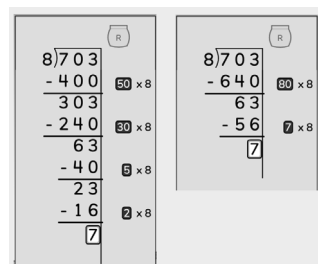 R
8)703
- 400 50 x 8
303
- 240 30 x 8
63
- 40 5 x 8
23
- 16 2 x 8
7
R
8)703
- 640 80 x 8
63
- 56 7 x 8
7